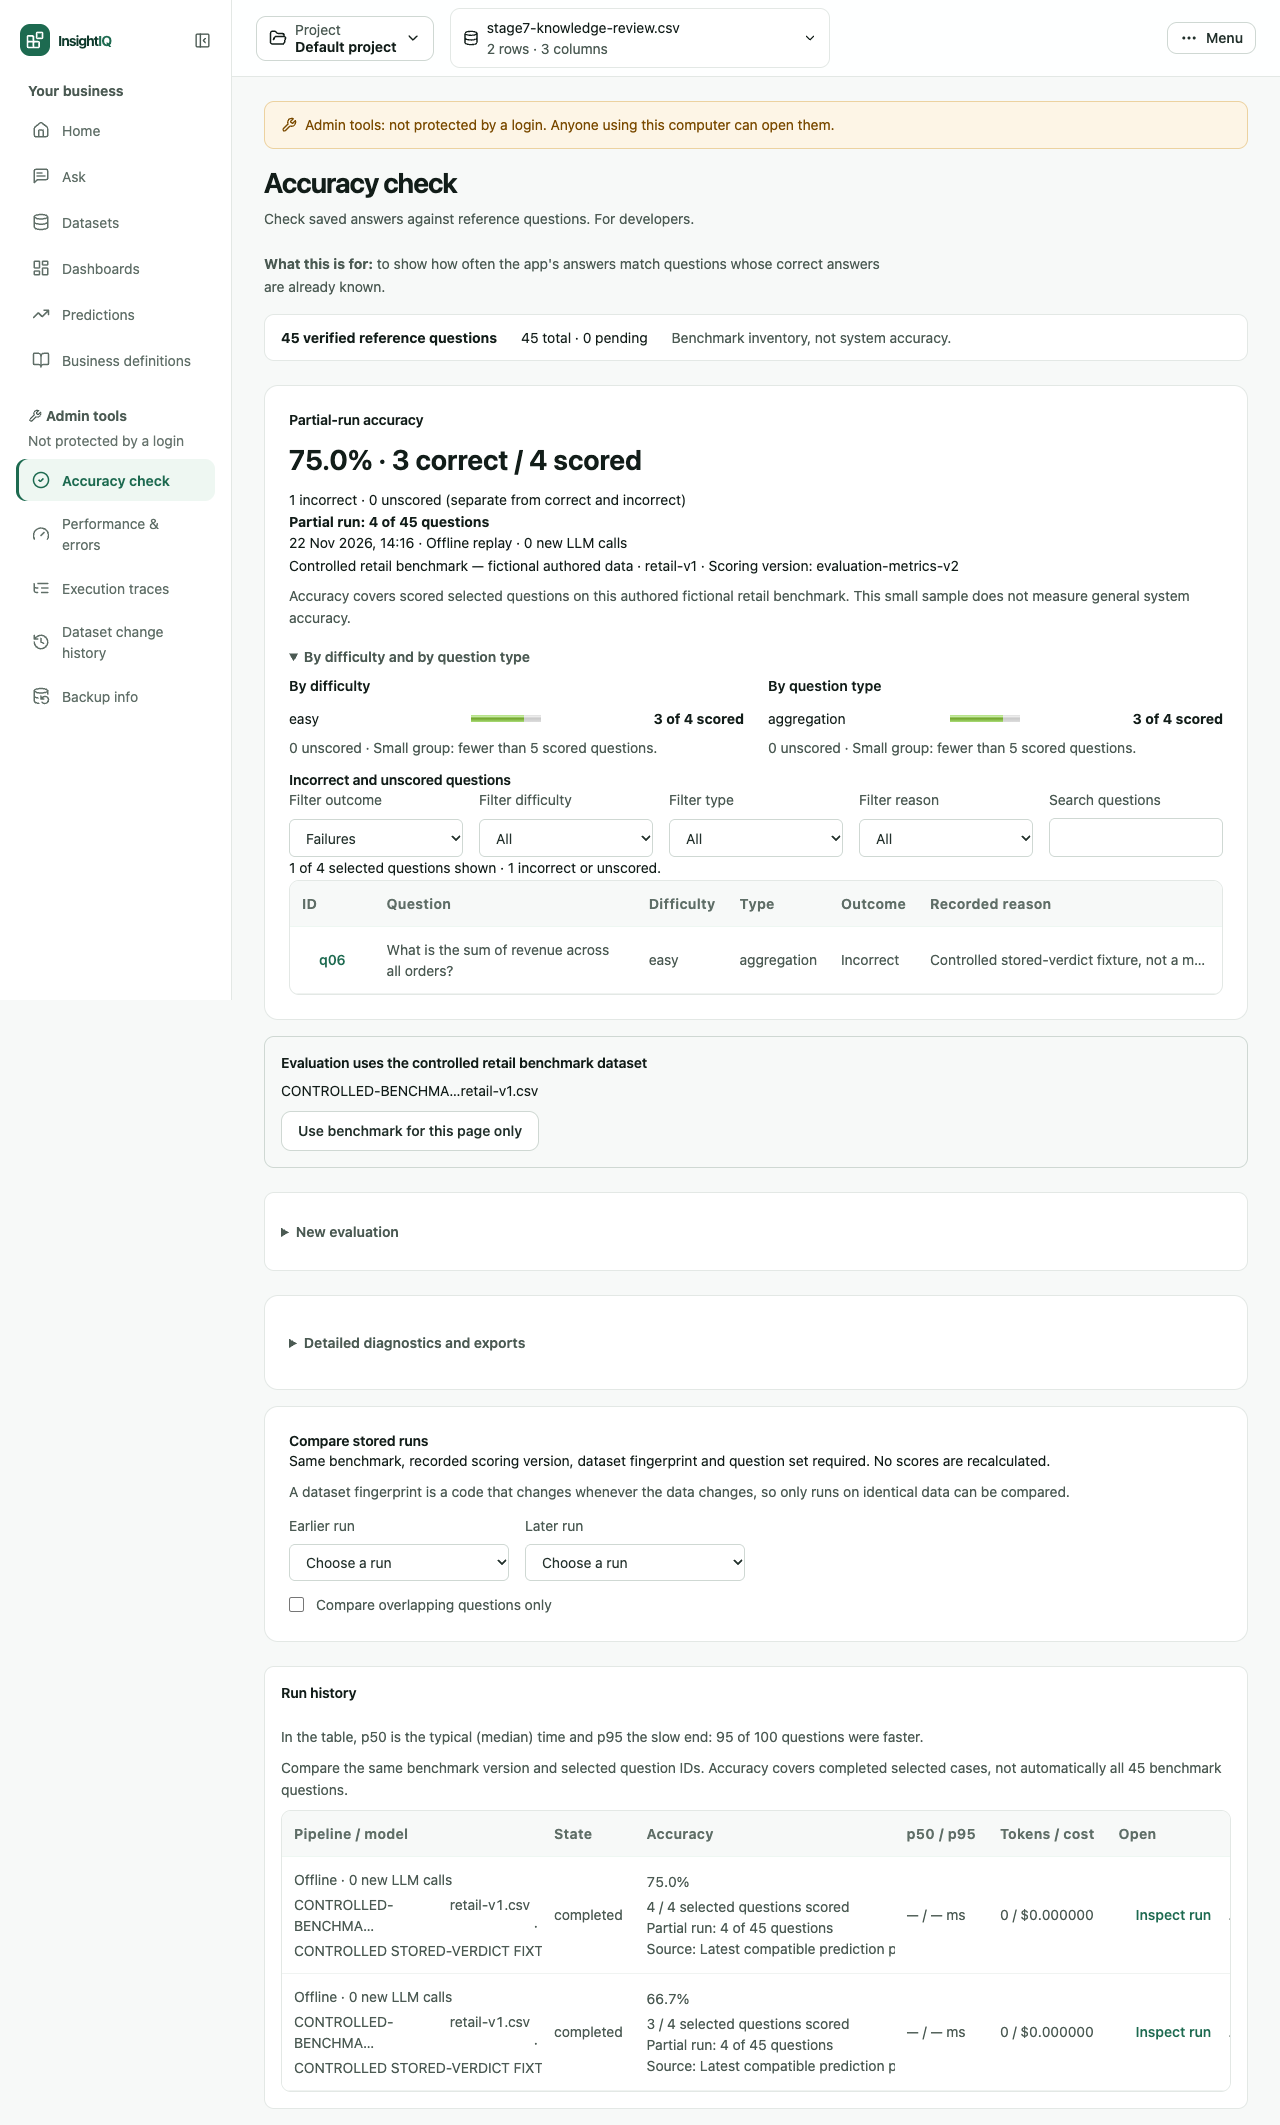 InsightIQ
Project
Default project
stage7-knowledge-review.csv
2 rows · 3 columns
Menu
Your business
Home
Ask
Datasets
Dashboards
Predictions
Business definitions
Admin tools
Not protected by a login
Accuracy check
Performance &
errors
Execution traces
Dataset change
history
Backup info
Admin tools: not protected by a login. Anyone using this computer can open them.
Accuracy check
Check saved answers against reference questions. For developers.
What this is for: to show how often the app's answers match questions whose correct answers
are already known.
45 verified reference questions 45 total · 0 pending Benchmark inventory, not system accuracy.
Partial-run accuracy
75.0% · 3 correct / 4 scored
1 incorrect · 0 unscored (separate from correct and incorrect)
Partial run: 4 of 45 questions
22 Nov 2026, 14:16 · Offline replay · 0 new LLM calls
Controlled retail benchmark — fictional authored data · retail-v1 · Scoring version: evaluation-metrics-v2
Accuracy covers scored selected questions on this authored fictional retail benchmark. This small sample does not measure general system
accuracy.
▼ By difficulty and by question type
By difficulty
easy 3 of 4 scored
0 unscored · Small group: fewer than 5 scored questions.
By question type
aggregation 3 of 4 scored
0 unscored · Small group: fewer than 5 scored questions.
Incorrect and unscored questions
Filter outcome Filter difficulty Filter type Filter reason Search questions
Failures All All All
1 of 4 selected questions shown · 1 incorrect or unscored.
ID Question Difficulty Type Outcome Recorded reason
q06 What is the sum of revenue across
all orders?
easy aggregation Incorrect Controlled stored-verdict fixture, not a m...
Evaluation uses the controlled retail benchmark dataset
CONTROLLED-BENCHMA...retail-v1.csv
Use benchmark for this page only
▶ New evaluation
▶ Detailed diagnostics and exports
Compare stored runs
Same benchmark, recorded scoring version, dataset fingerprint and question set required. No scores are recalculated.
A dataset fingerprint is a code that changes whenever the data changes, so only runs on identical data can be compared.
Earlier run Later run
Choose a run Choose a run
Compare overlapping questions only
Run history
In the table, p50 is the typical (median) time and p95 the slow end: 95 of 100 questions were faster.
Compare the same benchmark version and selected question IDs. Accuracy covers completed selected cases, not automatically all 45 benchmark
questions.
Pipeline / model State Accuracy p50 / p95 Tokens / cost Open
Offline · 0 new LLM calls
CONTROLLED- retail-v1.csv
BENCHMA... ·
CONTROLLED STORED-VERDICT FIXT
completed
75.0%
4 / 4 selected questions scored
Partial run: 4 of 45 questions
Source: Latest compatible prediction p
— / — ms
0 / $0.000000
Inspect run
Offline · 0 new LLM calls
CONTROLLED- retail-v1.csv
BENCHMA... ·
CONTROLLED STORED-VERDICT FIXT
completed
66.7%
3 / 4 selected questions scored
Partial run: 4 of 45 questions
Source: Latest compatible prediction p
— / — ms
0 / $0.000000
Inspect run